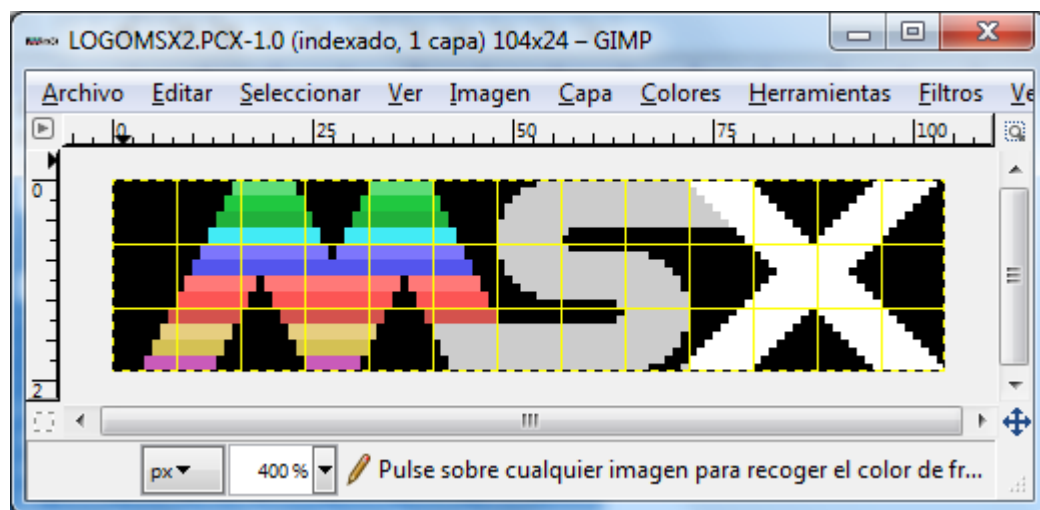 LOGOMSX2.PCX-1.0 (indexado, 1 capa) 104x24 – GIMP
Archivo Editar Seleccionar Ver Imagen Capa Colores Herramientas Filtros Ve
0 25 50 75 100
0
MSX
2
px 400 % Pulse sobre cualquier imagen para recoger el color de fr...